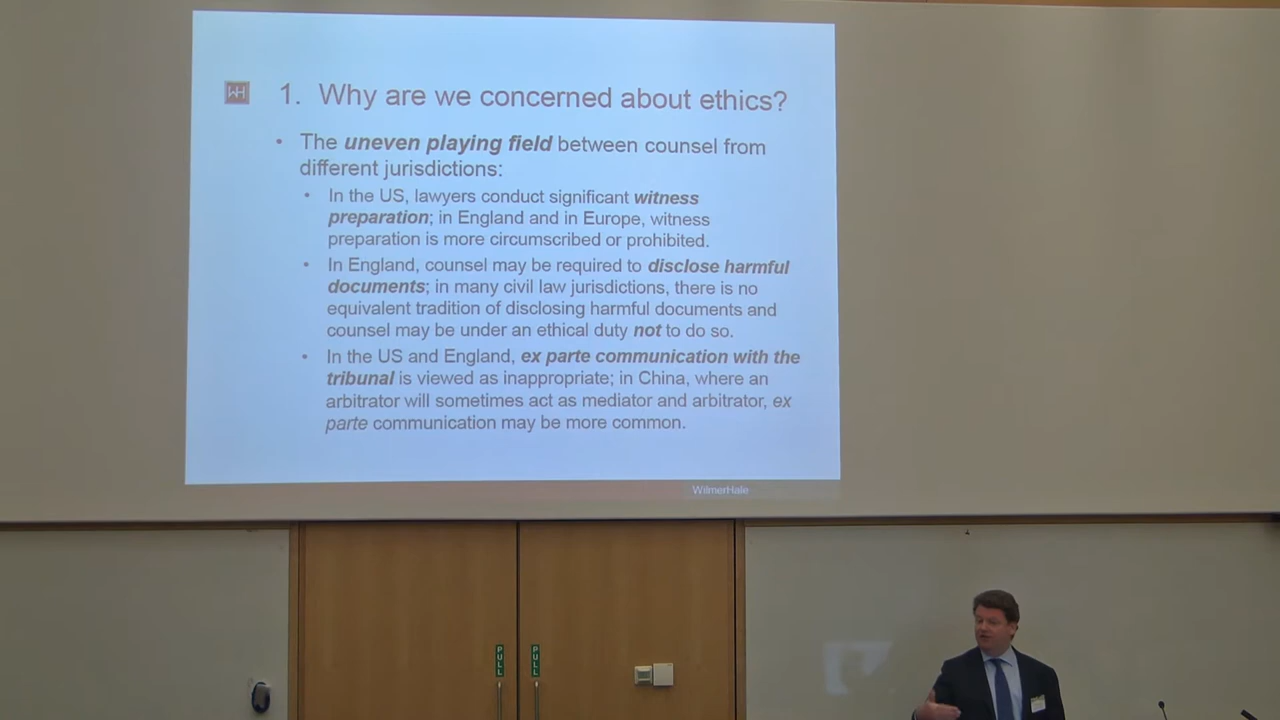 WH
1. Why are we concerned about ethics?
• The uneven playing field between counsel from
different jurisdictions:
• In the US, lawyers conduct significant witness
preparation; in England and in Europe, witness
preparation is more circumscribed or prohibited.
• In England, counsel may be required to disclose harmful
documents; in many civil law jurisdictions, there is no
equivalent tradition of disclosing harmful documents and
counsel may be under an ethical duty not to do so.
• In the US and England, ex parte communication with the
tribunal is viewed as inappropriate; in China, where an
arbitrator will sometimes act as mediator and arbitrator, ex
parte communication may be more common.
WilmerHale
PULL
PULL